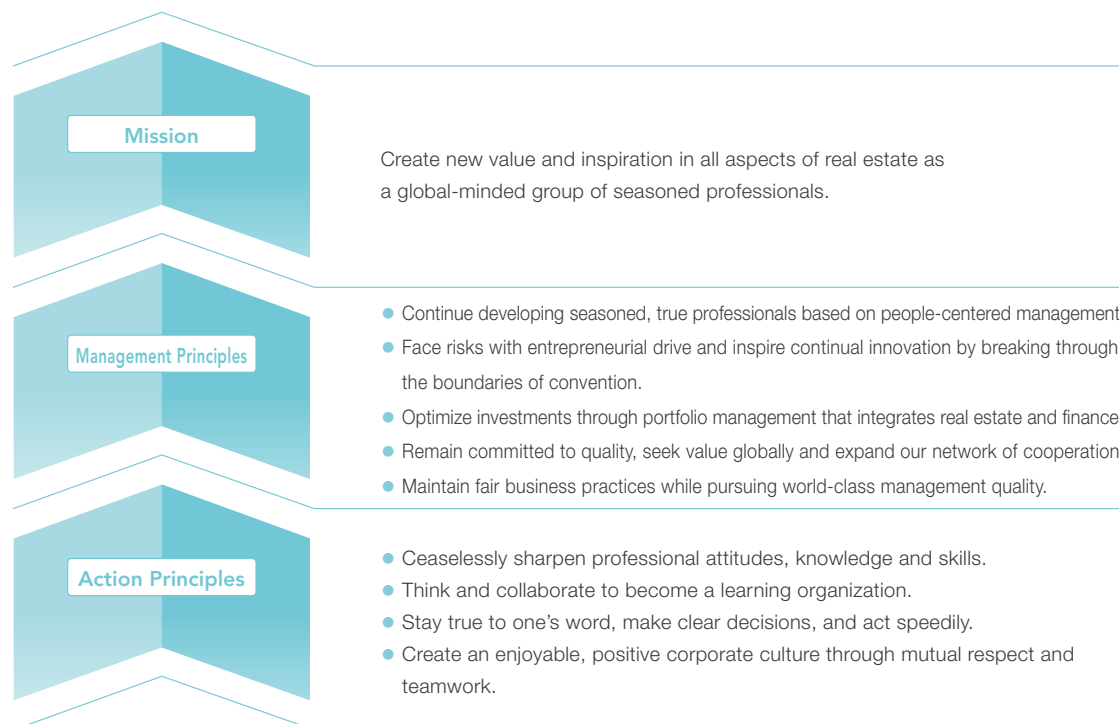 Mission
Create new value and inspiration in all aspects of real estate as
a global-minded group of seasoned professionals.
Management Principles
● Continue developing seasoned, true professionals based on people-centered management
● Face risks with entrepreneurial drive and inspire continual innovation by breaking through
the boundaries of convention.
● Optimize investments through portfolio management that integrates real estate and finance
● Remain committed to quality, seek value globally and expand our network of cooperation
● Maintain fair business practices while pursuing world-class management quality.
Action Principles
● Ceaselessly sharpen professional attitudes, knowledge and skills.
● Think and collaborate to become a learning organization.
● Stay true to one’s word, make clear decisions, and act speedily.
● Create an enjoyable, positive corporate culture through mutual respect and
teamwork.